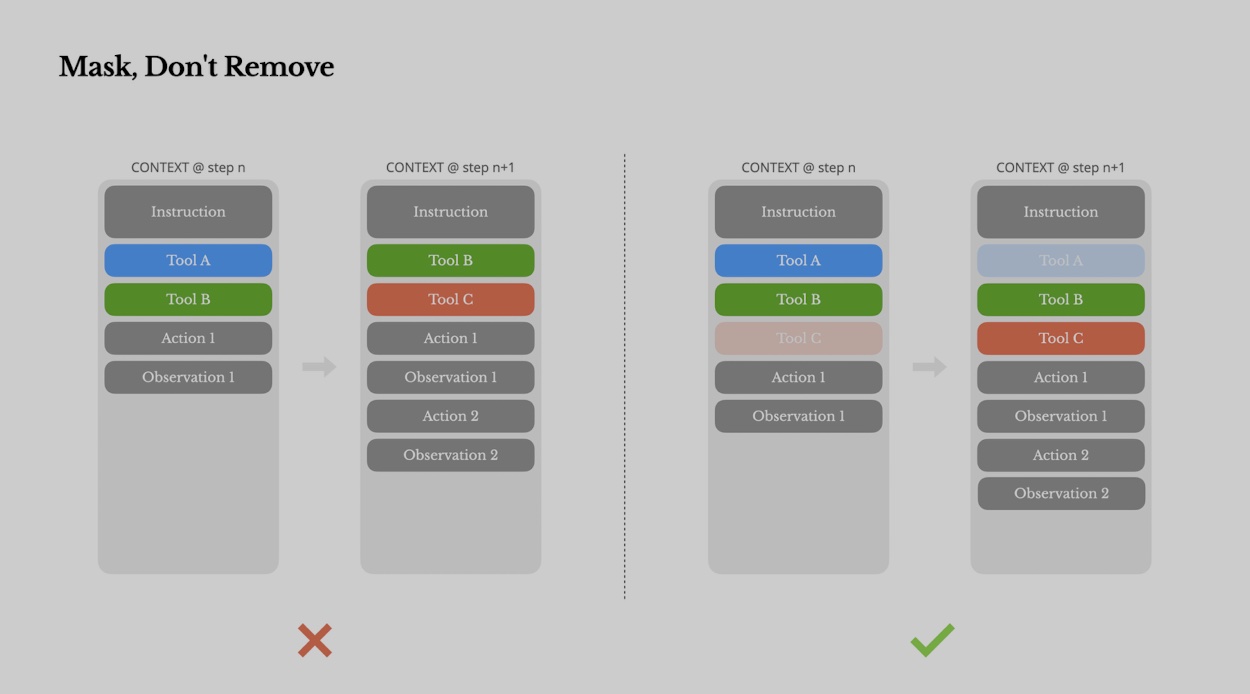 Mask, Don't Remove
CONTEXT @ step n
Instruction
Tool A
Tool B
Action 1
Observation 1
CONTEXT @ step n+1
Instruction
Tool B
Tool C
Action 1
Observation 1
Action 2
Observation 2
CONTEXT @ step n
Instruction
Tool A
Tool B
Tool C
Action 1
Observation 1
CONTEXT @ step n+1
Instruction
Tool A
Tool B
Tool C
Action 1
Observation 1
Action 2
Observation 2